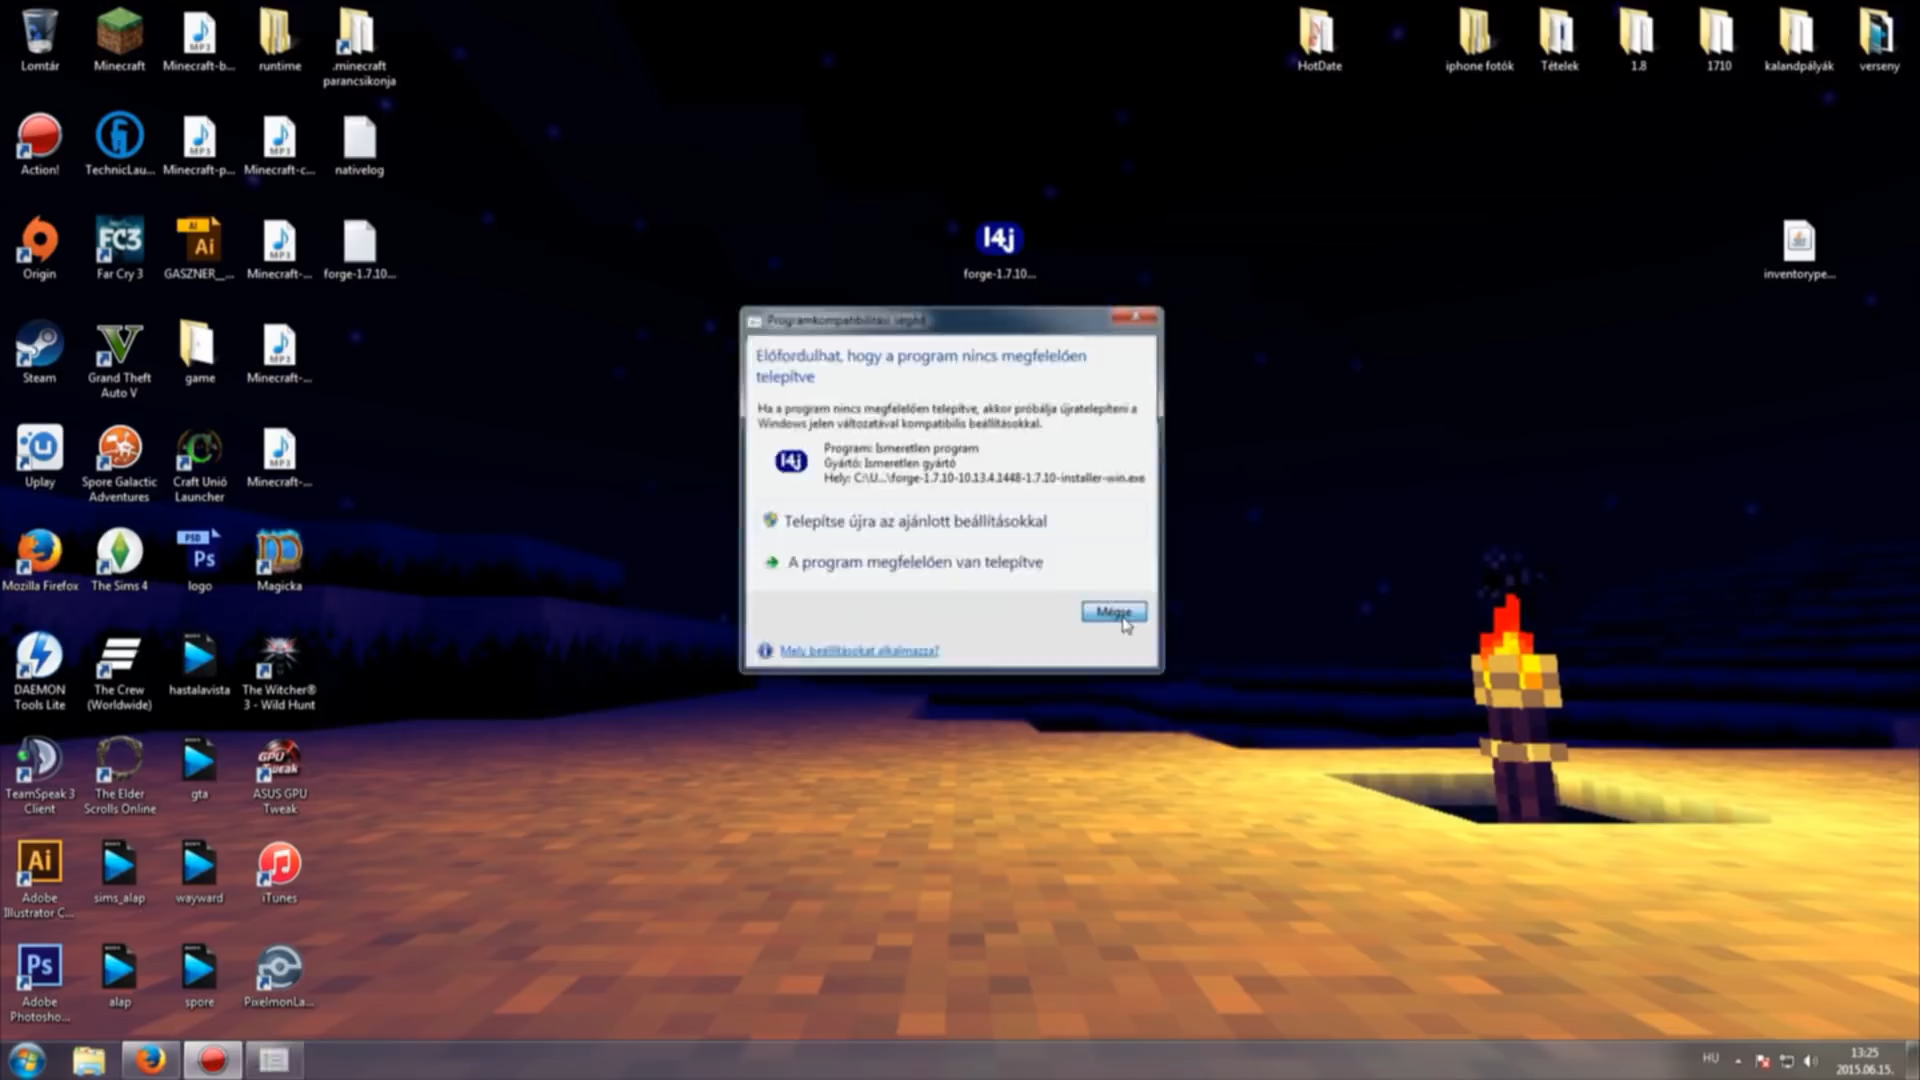 Lomtár
Minecraft
Minecraft-b...
runtime
.minecraft
parancsikonja
HotDate
iphone fotók
Tételek
1.8
1710
kalandpályák
verseny
Action!
TechnicLau...
Minecraft-p...
Minecraft-c...
nativelog
Origin
Far Cry 3
GASZNER__...
Minecraft-...
forge-1.7.10...
forge-1.7.10...
inventorype...
Steam
Grand Theft
Auto V
game
Minecraft-...
Uplay
Spore Galactic
Adventures
Craft Unió
Launcher
Minecraft-...
Mozilla Firefox
The Sims 4
logo
Magicka
DAEMON
Tools Lite
The Crew
(Worldwide)
hastalavista
The Witcher®
3 - Wild Hunt
TeamSpeak 3
Client
The Elder
Scrolls Online
gta
ASUS GPU
Tweak
Adobe
Illustrator C...
sims_alap
wayward
iTunes
Adobe
Photosho...
alap
spore
PixelmonLa...
Programkompatibilitási segéd
Előfordulhat, hogy a program nincs megfelelően
telepítve
Ha a program nincs megfelelően telepítve, akkor próbálja újratelepíteni a
Windows jelen változatával kompatibilis beállításokkal.
l4j
Program: Ismeretlen program
Gyártó: Ismeretlen gyártó
Hely: C:\U...\forge-1.7.10-10.13.4.1448-1.7.10-installer-win.exe
Telepítse újra az ajánlott beállításokkal
A program megfelelően van telepítve
Mégse
Mely beállításokat alkalmazza?
HU
13:25
2015.06.15.